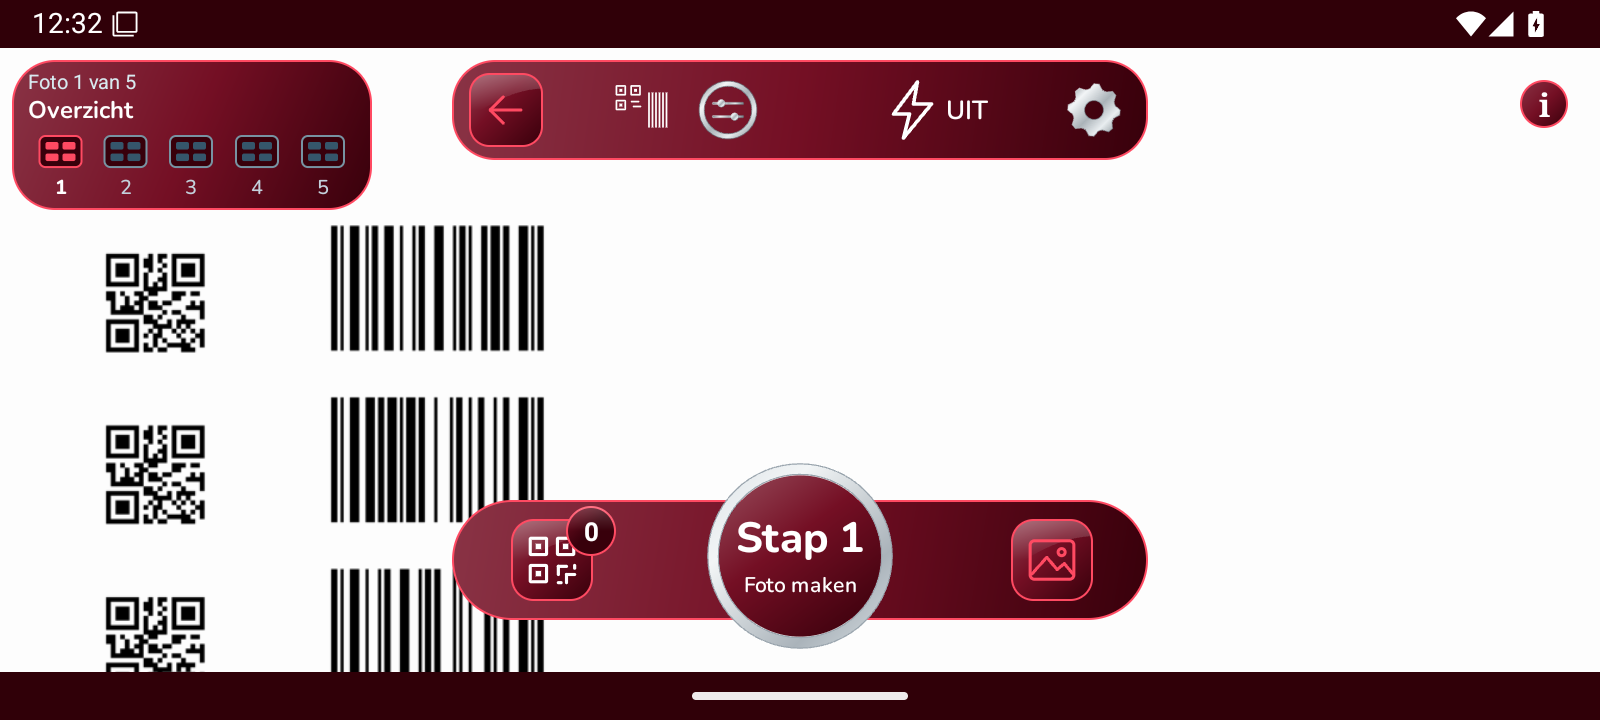 12:32
Foto 1 van 5
Overzicht
1 2 3 4 5
UIT
i
0
Stap 1
Foto maken